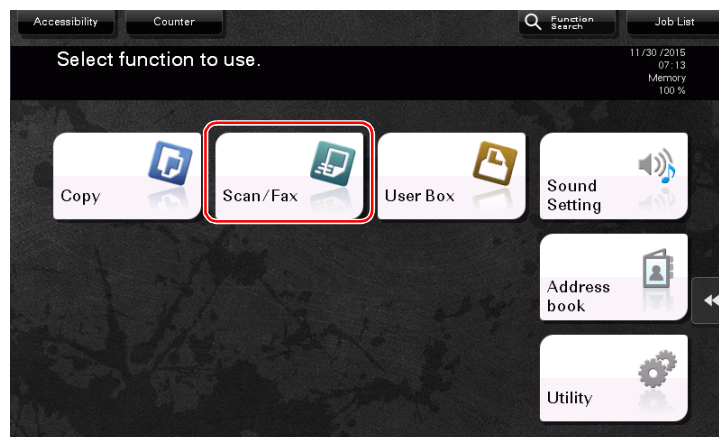 Accessibility
Counter
Function
Search
Job List
Select function to use.
11/30 /2015
07:13
Memory
100 %
Copy
Scan/Fax
User Box
Sound
Setting
Address
book
Utility